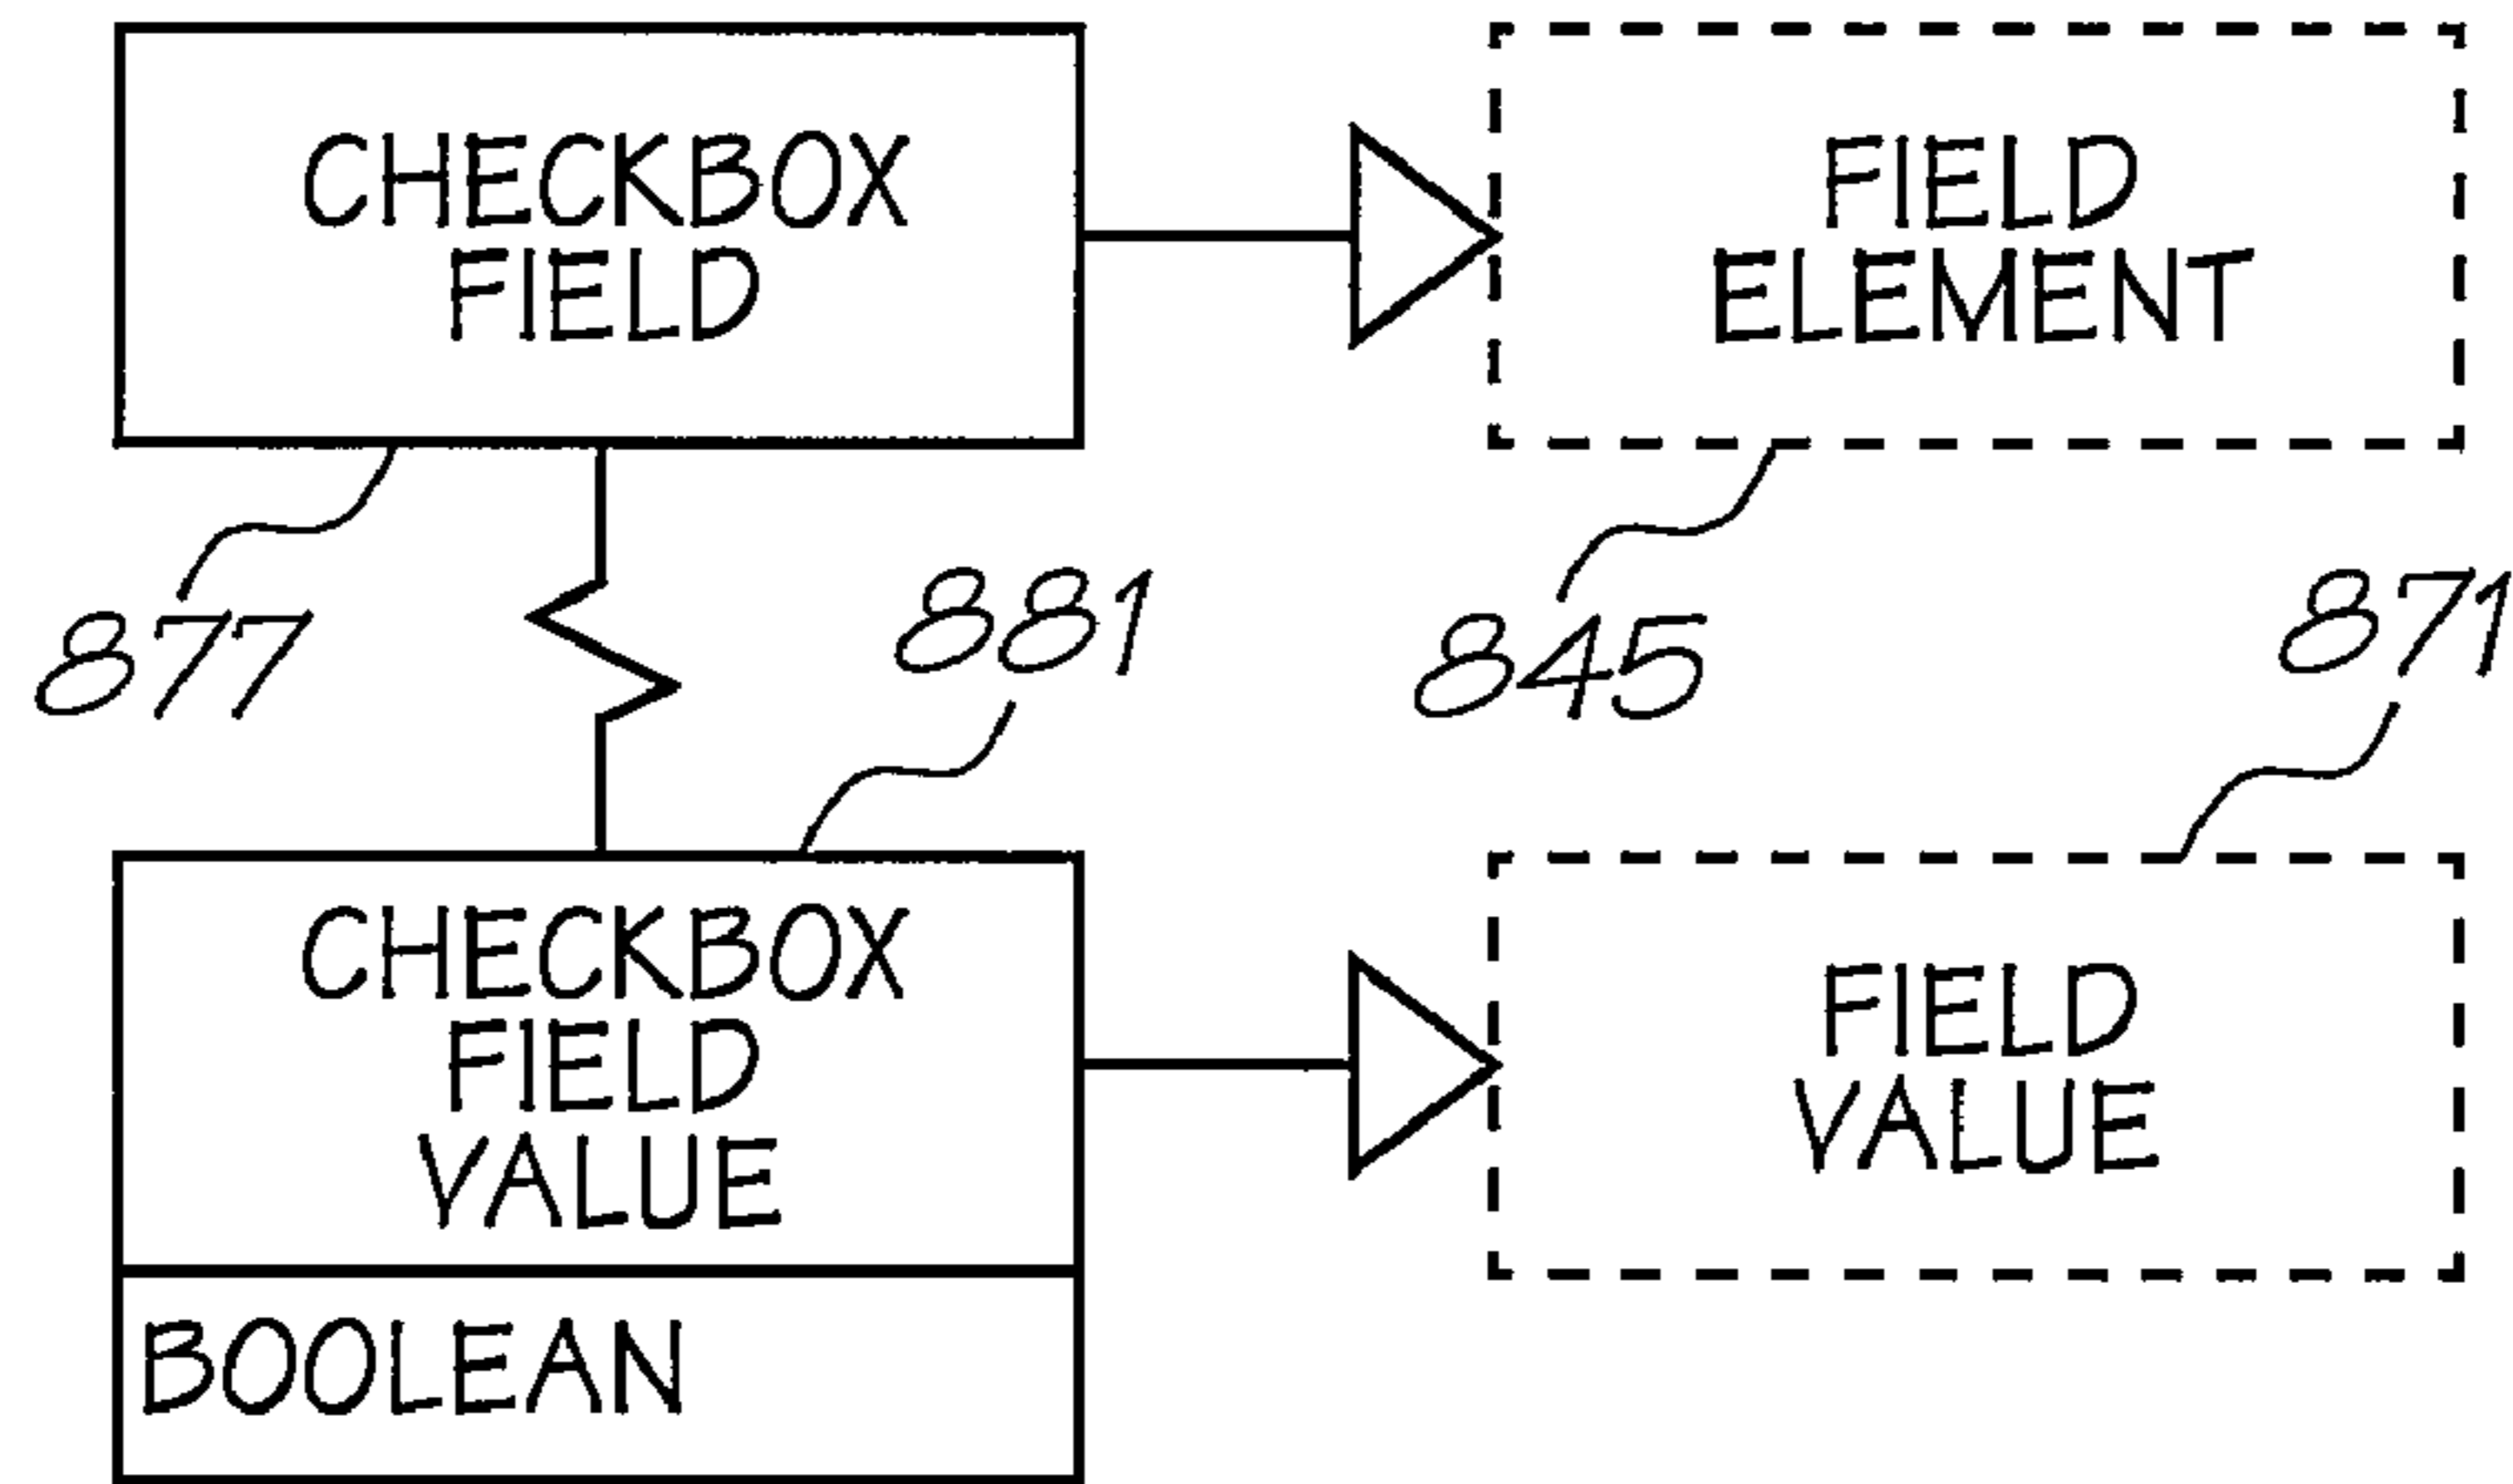 CHECKBOX
FIELD
FIELD
ELEMENT
877
881
845
871
CHECKBOX
FIELD
VALUE
FIELD
VALUE
BOOLEAN